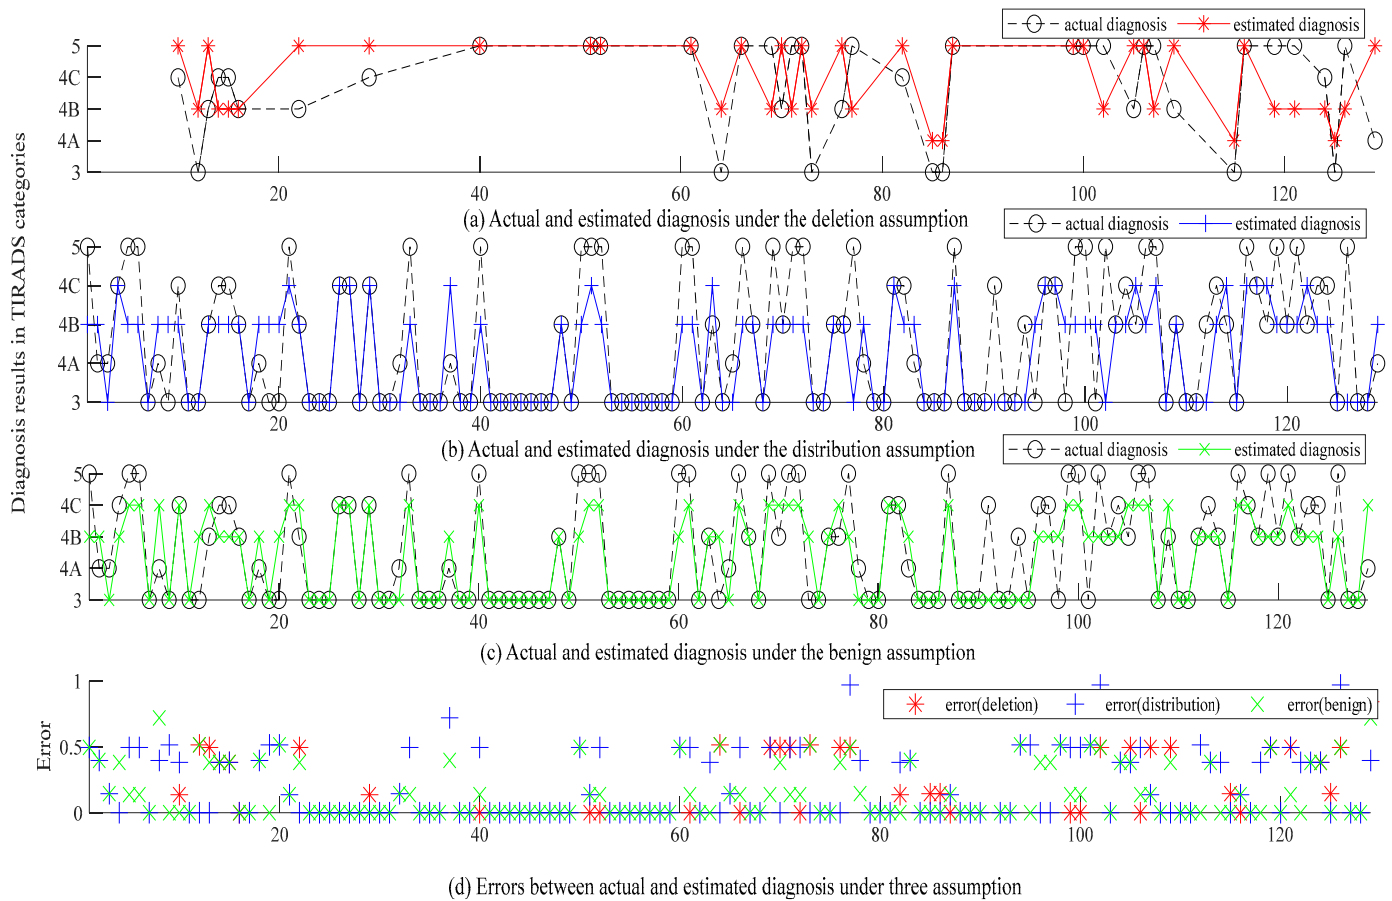 Diagnosis results in TIRADS categories
actual diagnosis estimated diagnosis
5
4C
4B
4A
3
20 40 60 80 100 120
(a) Actual and estimated diagnosis under the deletion assumption
actual diagnosis estimated diagnosis
5
4C
4B
4A
3
20 40 60 80 100 120
(b) Actual and estimated diagnosis under the distribution assumption
actual diagnosis estimated diagnosis
5
4C
4B
4A
3
20 40 60 80 100 120
(c) Actual and estimated diagnosis under the benign assumption
Error
1
0.5
0
error(deletion) error(distribution) error(benign)
20 40 60 80 100 120
(d) Errors between actual and estimated diagnosis under three assumption